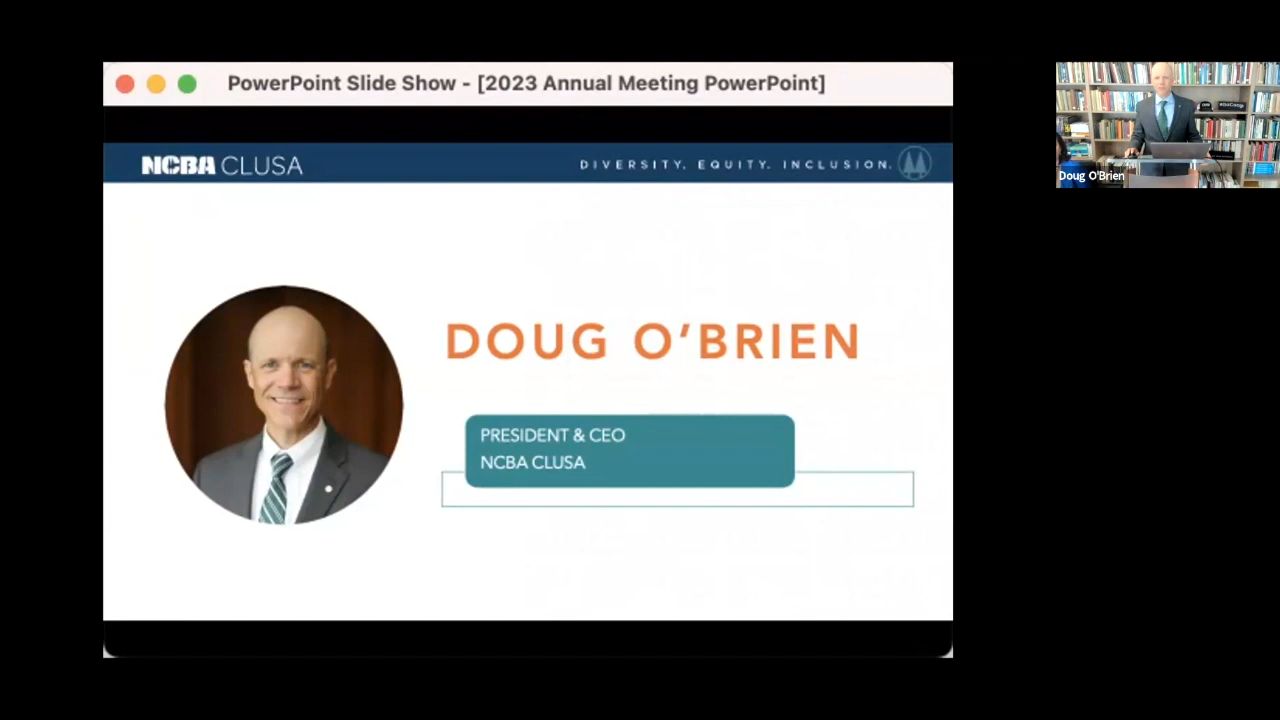 PowerPoint Slide Show - [2023 Annual Meeting PowerPoint]
NCBA CLUSA
DIVERSITY. EQUITY. INCLUSION.
DOUG O'BRIEN
PRESIDENT & CEO
NCBA CLUSA
Doug O'Brien